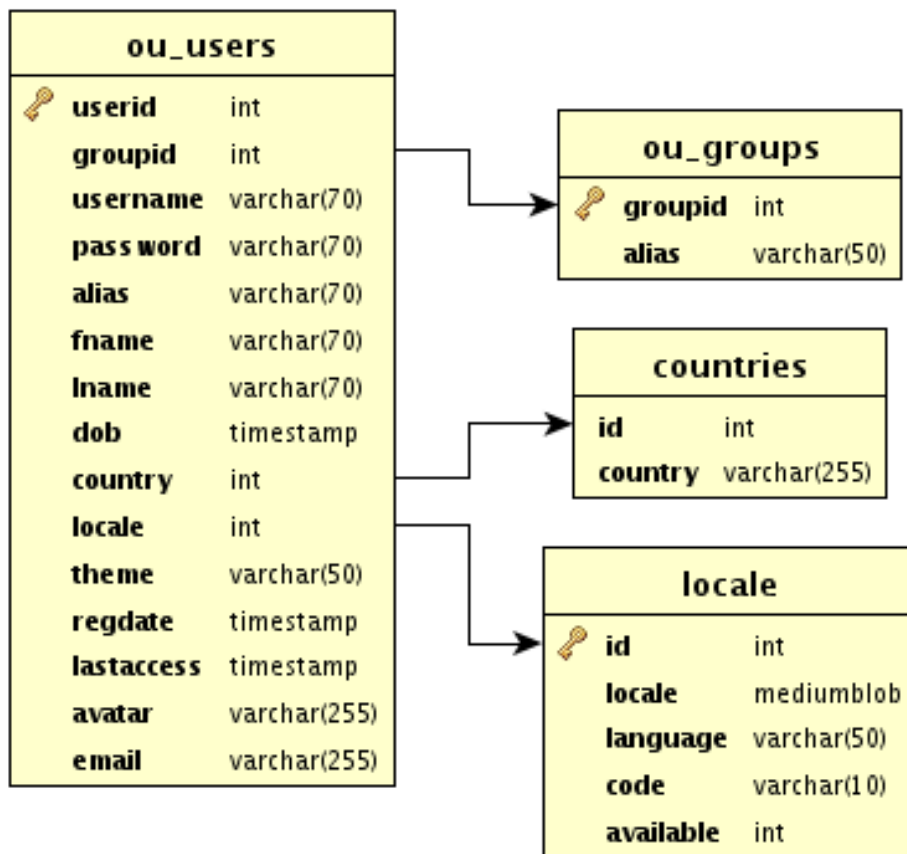 ou_users
userid int
groupid int
username varchar(70)
password varchar(70)
alias varchar(70)
fname varchar(70)
lname varchar(70)
dob timestamp
country int
locale int
theme varchar(50)
regdate timestamp
lastaccess timestamp
avatar varchar(255)
email varchar(255)
ou_groups
groupid int
alias varchar(50)
countries
id int
country varchar(255)
locale
id int
locale mediumblob
language varchar(50)
code varchar(10)
available int